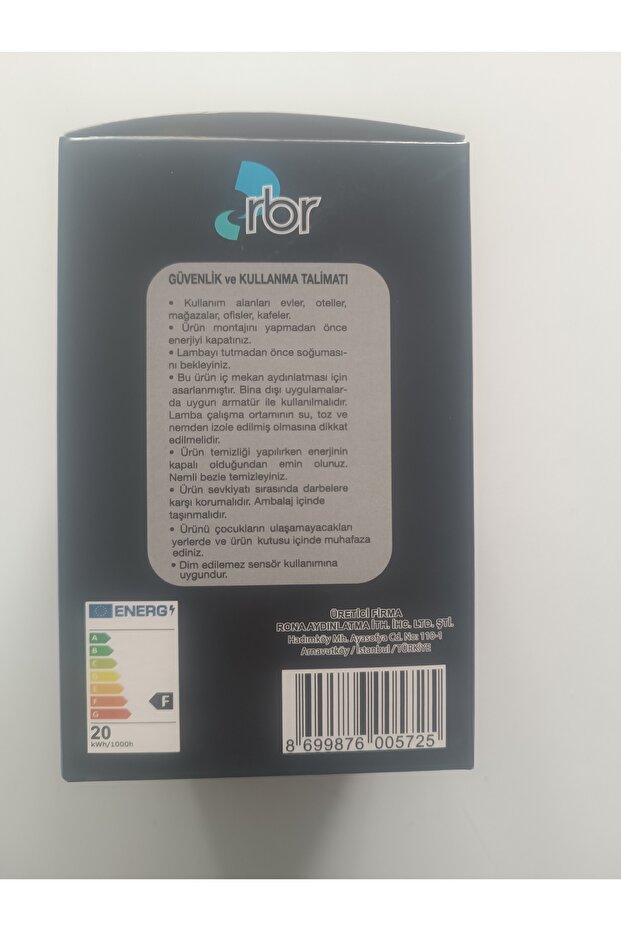 rbr
GÜVENLİK ve KULLANMA TALİMATI
• Kullanım alanları evler, oteller,
mağazalar, ofisler, kafeler.
• Ürün montajını yapmadan önce
enerjiyi kapatınız.
• Lambayı tutmadan önce soğuması-
nı bekleyiniz.
• Bu ürün iç mekan aydınlatması için
asarlanmıştır. Bina dışı uygulamalar-
da uygun armatür ile kullanılmalıdır.
Lamba çalışma ortamının su, toz ve
nemden izole edilmiş olmasına dikkat
edilmelidir.
• Ürün temizliği yapılırken enerjinin
kapalı olduğundan emin olunuz.
Nemli bezle temizleyiniz.
• Ürün sevkiyatı sırasında darbelere
karşı korumalıdır. Ambalaj içinde
taşınmalıdır.
• Ürünü çocukların ulaşamayacakları
yerlerde ve ürün kutusu içinde muhafaza
ediniz.
• Dim edilemez sensör kullanımına
uygundur.
ENERG
A
B
C
D
E
F
G
F
20
kWh/1000h
ÜRETİCİ FİRMA
RONA AYDINLATMA İTH. İHC. LTD. ŞTİ.
Hadımköy Mh. Ayasofya Cd. No: 110-1
Arnavutköy / İstanbul / TÜRKİYE
8 699876 005725